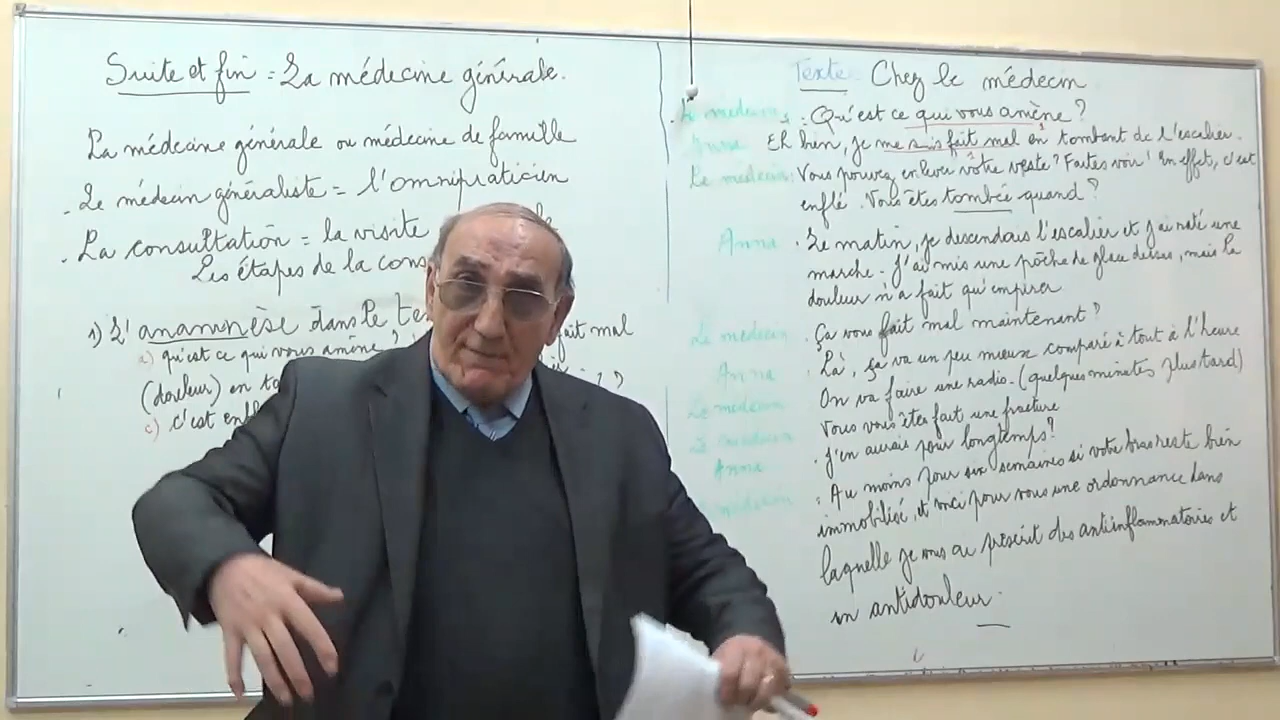 Suite et fin = La médecine générale.
La médecine générale ou médecine de famille
. Le médecin généraliste = l'omnipraticien
. La consultation = la visite
Les étapes de la cons
1) L'anamnèse dans le te
a) qu'est ce qui vous amène ? fait mal
(douleur) en to
c) c'est enfl
Texte: Chez le médecin
Le médecin : Qu'est ce qui vous amène ?
Anna Eh bien, je me suis fait mal en tombant de l'escalier.
Le médecin: Vous pouvez enlever vôtre veste ? Faites voir ! En effet, c'est
enflé. Vous êtes tombée quand ?
Anna . Le matin, je descendais l'escalier et j'ai raté une
marche. J'ai mis une pôche de glace dessus, mais la
douleur n'a fait qu'empirer
Le médecin . Ça vous fait mal maintenant ?
Anna . Là, ça va un peu mieux comparé à tout à l'heure
Le médecin On va faire une radio. (quelques minutes plus tard)
Le médecin Vous vous êtes fait une fracture
Anna . J'en aurais pour longtemps ?
médecin . Au moins pour six semaines si votre bras reste bien
immobilisé, et voici pour vous une ordonnance dans
laquelle je vous ai prescrit des antiinflammatoires et
un antidouleur.